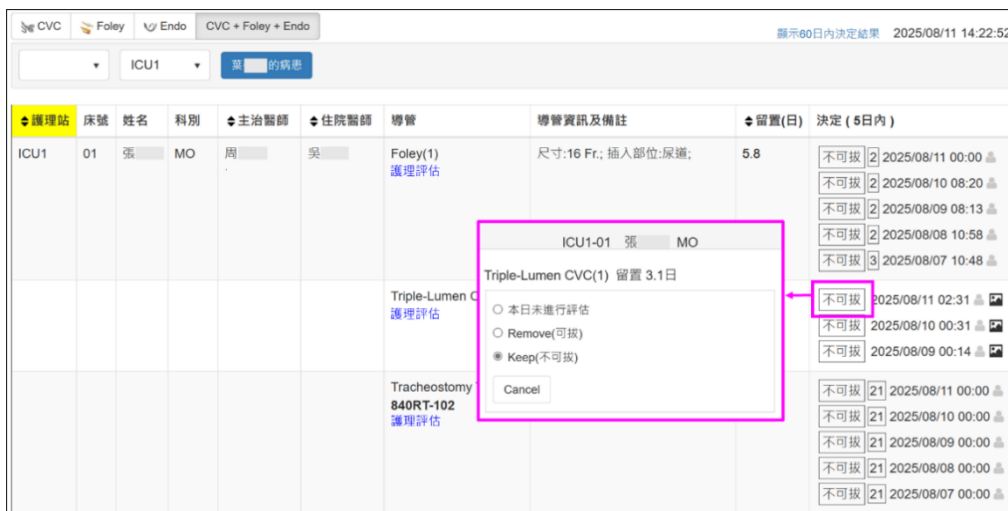 CVC Foley Endo CVC + Foley + Endo
顯示60日內決定結果 2025/08/11 14:22:52
ICU1 葉 的病患
護理站 床號 姓名 科別 主治醫師 住院醫師 導管 導管資訊及備註 留置(日) 決定 ( 5日內 )
ICU1 01 張 MO 周 吳 Foley(1) 尺寸:16 Fr.; 插入部位:尿道; 5.8
護理評估
不可拔 2 2025/08/11 00:00
不可拔 2 2025/08/10 08:20
不可拔 2 2025/08/09 08:13
不可拔 2 2025/08/08 10:58
不可拔 3 2025/08/07 10:48
ICU1-01 張 MO
Triple-Lumen CVC(1) 留置 3.1日
本日未進行評估
Remove(可拔)
Keep(不可拔)
Cancel
Triple-Lumen
護理評估
不可拔 2025/08/11 02:31
不可拔 2025/08/10 00:31
不可拔 2025/08/09 00:14
Tracheostomy
840RT-102
護理評估
不可拔 21 2025/08/11 00:00
不可拔 21 2025/08/10 00:00
不可拔 21 2025/08/09 00:00
不可拔 21 2025/08/08 00:00
不可拔 21 2025/08/07 00:00